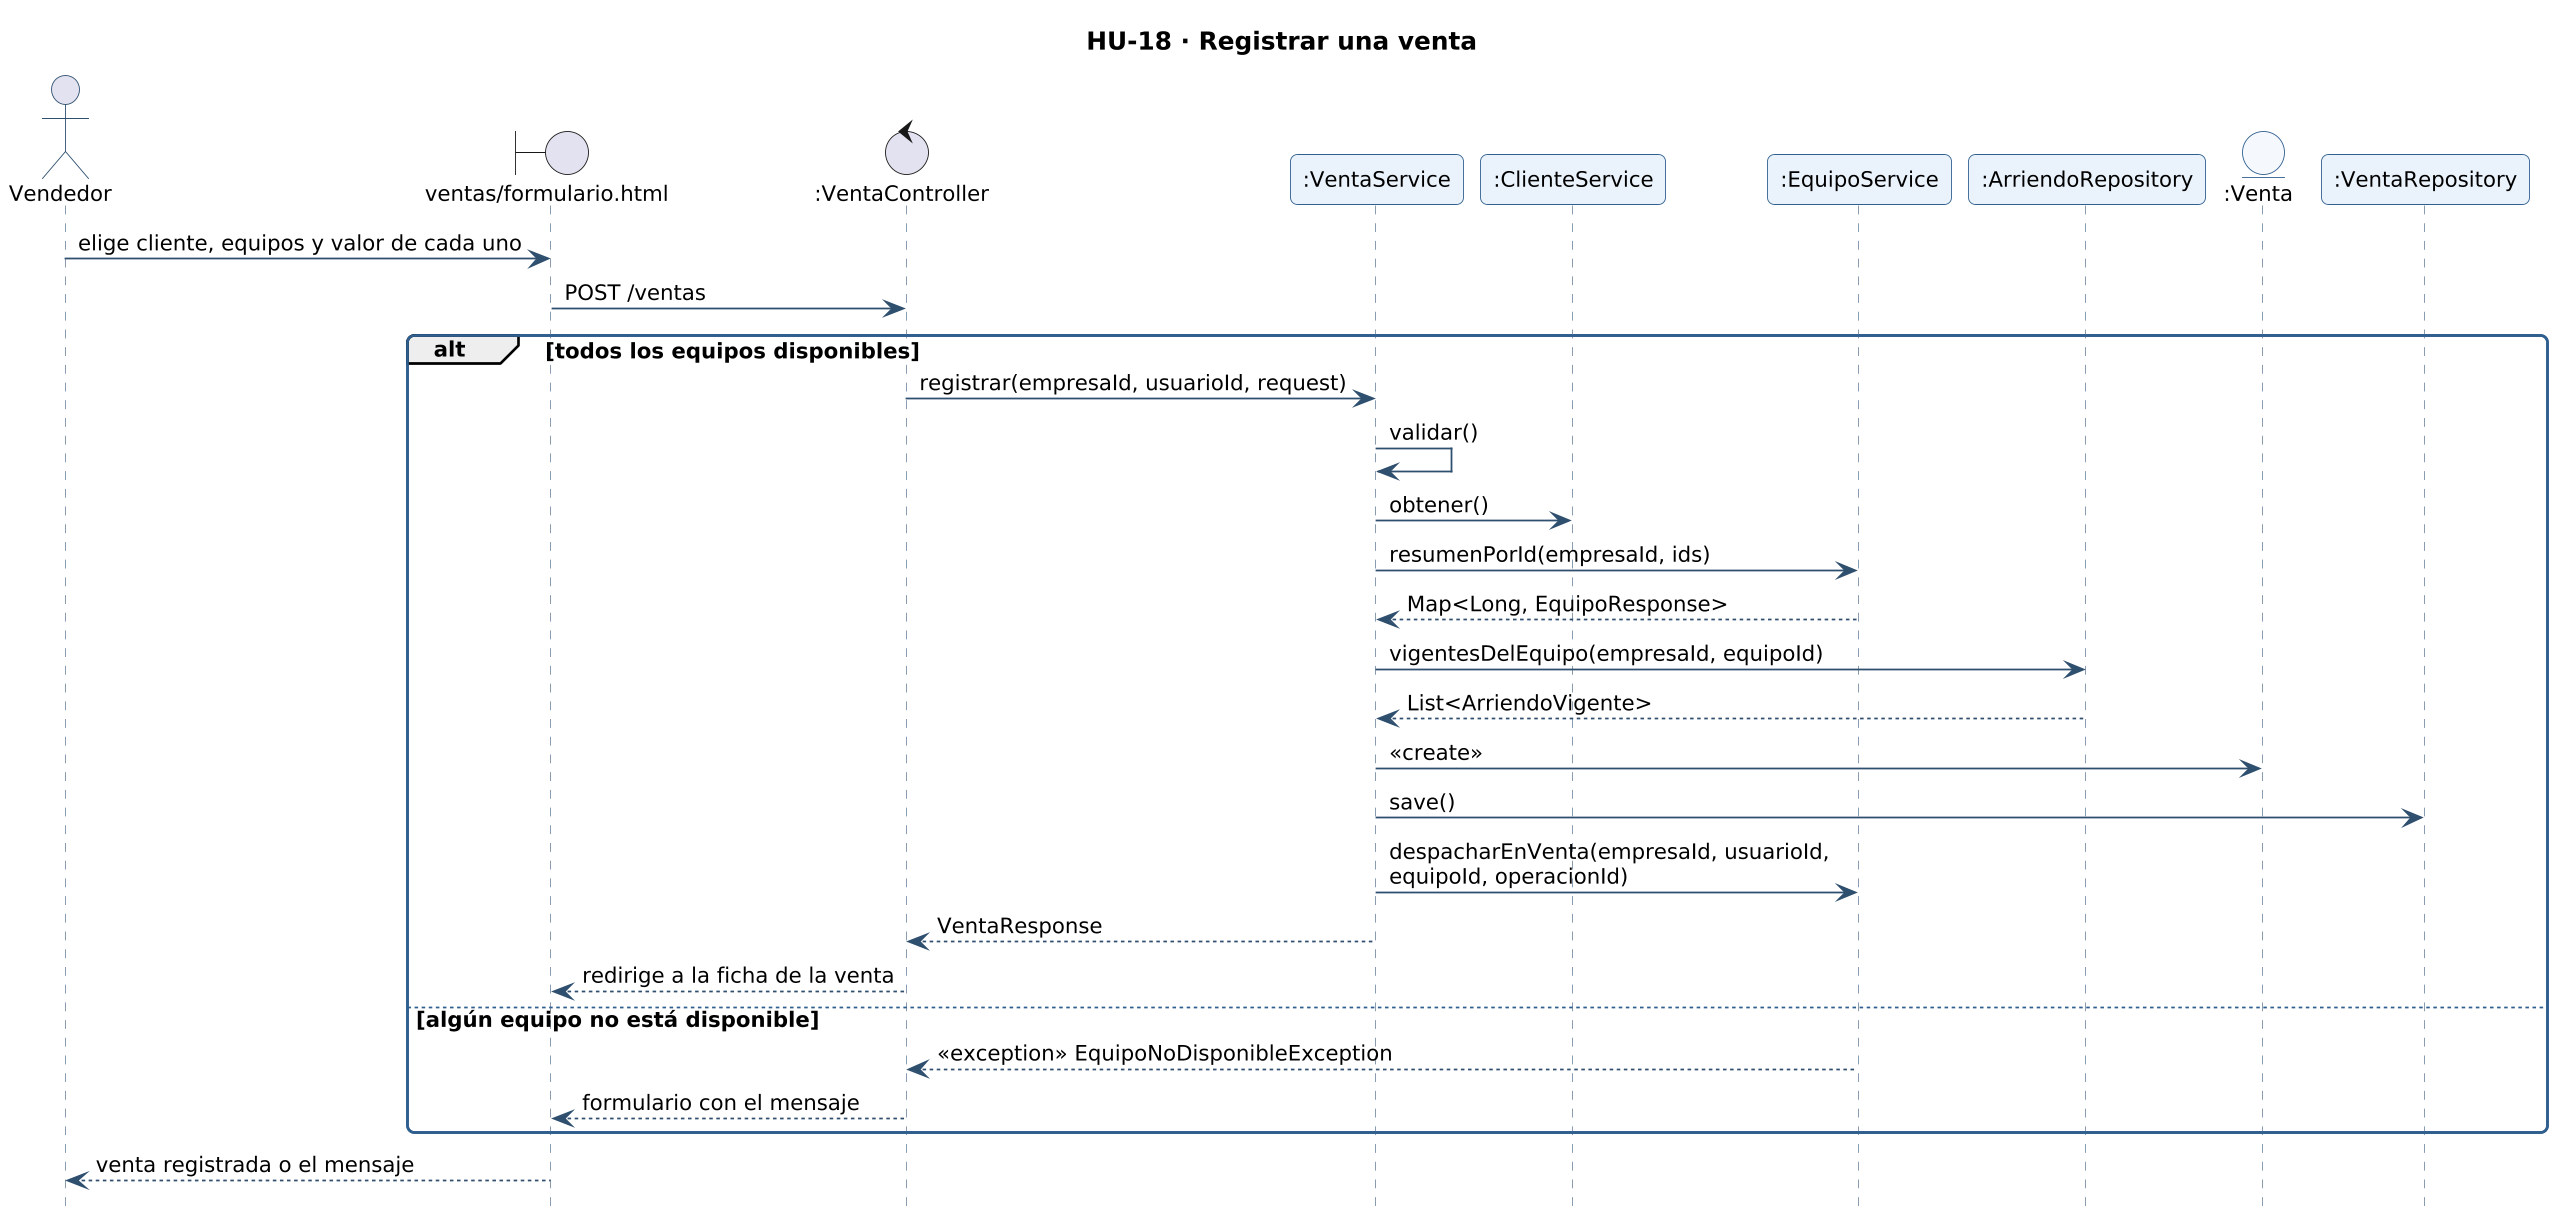 HU-18 · Registrar una venta
Vendedor
ventas/formulario.html
:VentaController
:VentaService
:ClienteService
:EquipoService
:ArriendoRepository
:Venta
:VentaRepository
elige cliente, equipos y valor de cada uno
POST /ventas
alt
[todos los equipos disponibles]
registrar(empresaId, usuarioId, request)
validar()
obtener()
resumenPorId(empresaId, ids)
Map<Long, EquipoResponse>
vigentesDelEquipo(empresaId, equipoId)
List<ArriendoVigente>
«create»
save()
despacharEnVenta(empresaId, usuarioId,
equipoId, operacionId)
VentaResponse
redirige a la ficha de la venta
[algún equipo no está disponible]
«exception» EquipoNoDisponibleException
formulario con el mensaje
venta registrada o el mensaje